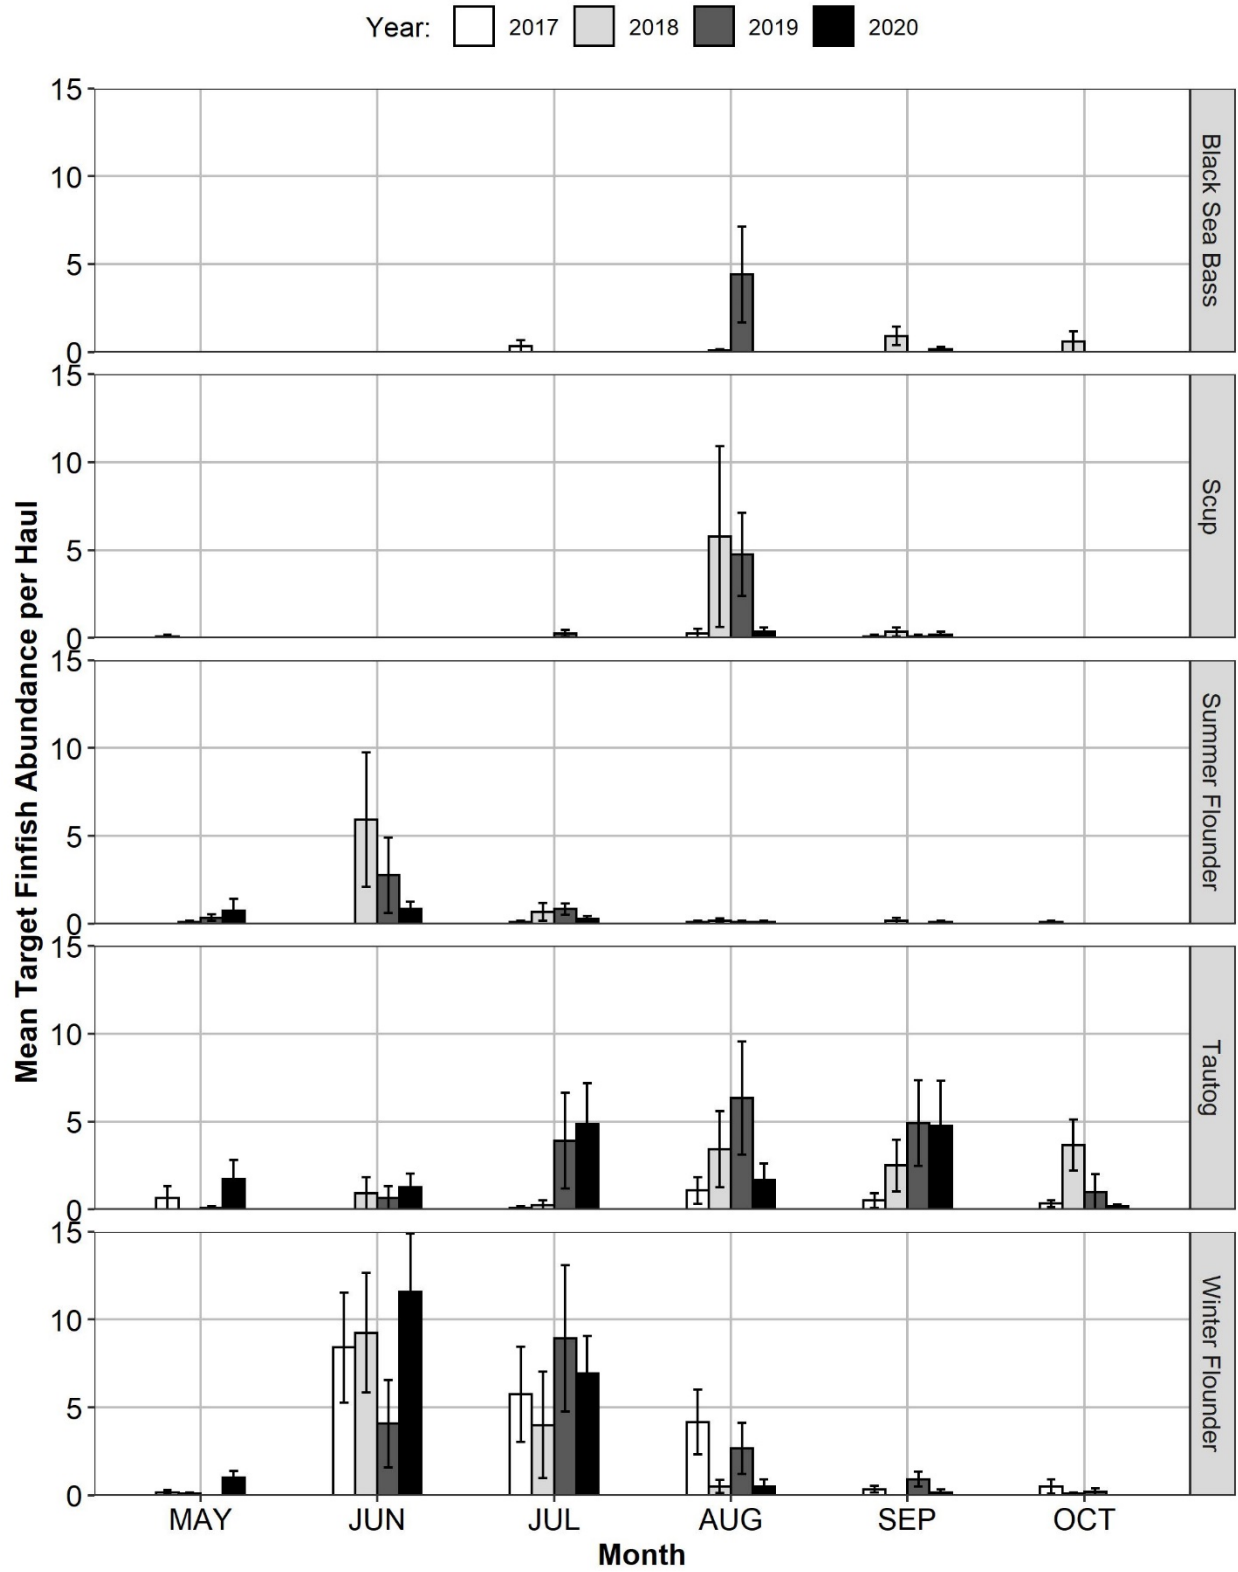 Year: 2017 2018 2019 2020
Mean Target Finfish Abundance per Haul
15
10
5
0
Black Sea Bass
15
10
5
0
Scup
15
10
5
0
Summer Flounder
15
10
5
0
Tautog
15
10
5
0
Winter Flounder
MAY JUN JUL AUG SEP OCT
Month